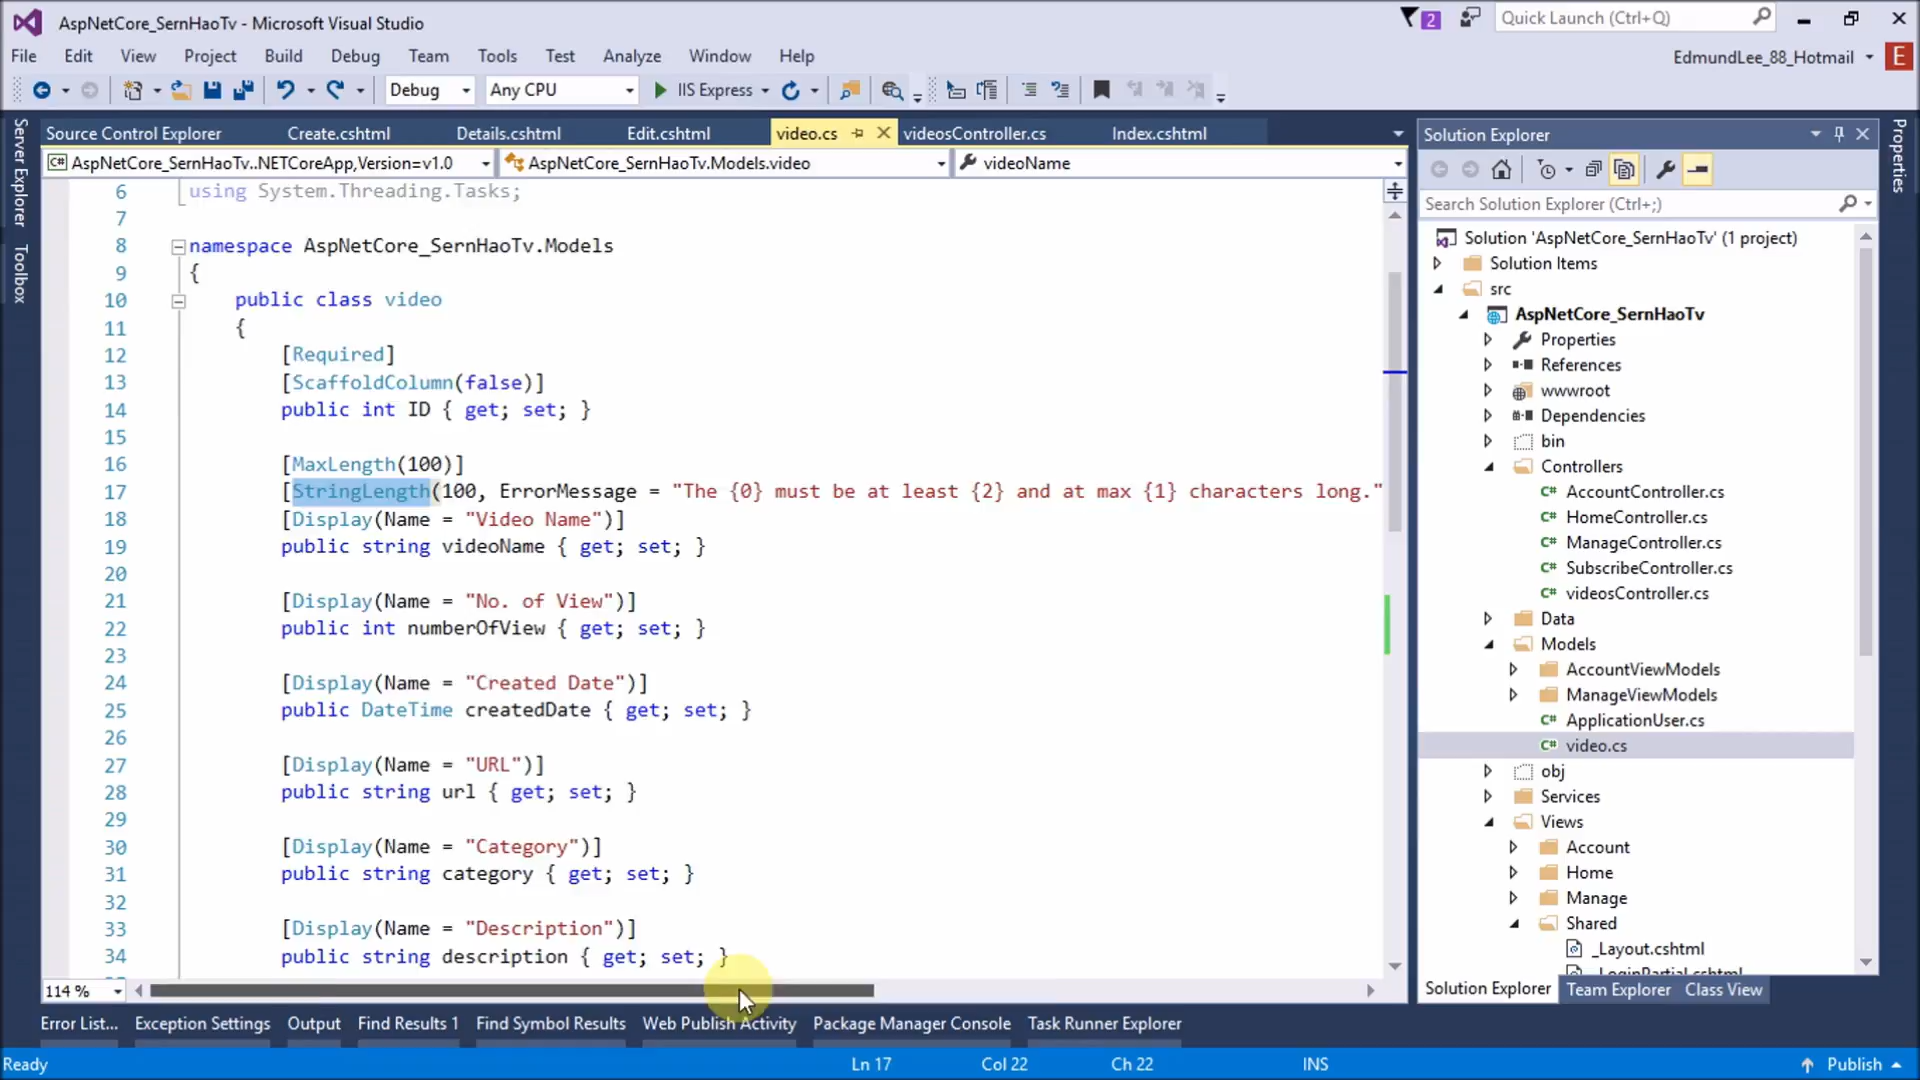 AspNetCore_SernHaoTv - Microsoft Visual Studio
2
Quick Launch (Ctrl+Q)
File Edit View Project Build Debug Team Tools Test Analyze Window Help
EdmundLee_88_Hotmail
E
Debug Any CPU IIS Express
Source Control Explorer Create.cshtml Details.cshtml Edit.cshtml video.cs videosController.cs Index.cshtml
AspNetCore_SernHaoTv..NETCoreApp,Version=v1.0 AspNetCore_SernHaoTv.Models.video videoName
Server Explorer
Toolbox
6 using System.Threading.Tasks;
7
8 namespace AspNetCore_SernHaoTv.Models
9 {
10 public class video
11 {
12 [Required]
13 [ScaffoldColumn(false)]
14 public int ID { get; set; }
15
16 [MaxLength(100)]
17 [StringLength(100, ErrorMessage = "The {0} must be at least {2} and at max {1} characters long."
18 [Display(Name = "Video Name")]
19 public string videoName { get; set; }
20
21 [Display(Name = "No. of View")]
22 public int numberOfView { get; set; }
23
24 [Display(Name = "Created Date")]
25 public DateTime createdDate { get; set; }
26
27 [Display(Name = "URL")]
28 public string url { get; set; }
29
30 [Display(Name = "Category")]
31 public string category { get; set; }
32
33 [Display(Name = "Description")]
34 public string description { get; set; }
114 %
Solution Explorer
Search Solution Explorer (Ctrl+;)
Solution 'AspNetCore_SernHaoTv' (1 project)
Solution Items
src
AspNetCore_SernHaoTv
Properties
References
wwwroot
Dependencies
bin
Controllers
C# AccountController.cs
C# HomeController.cs
C# ManageController.cs
C# SubscribeController.cs
C# videosController.cs
Data
Models
AccountViewModels
ManageViewModels
C# ApplicationUser.cs
C# video.cs
obj
Services
Views
Account
Home
Manage
Shared
_Layout.cshtml
_LoginPartial.cshtml
Solution Explorer Team Explorer Class View
Properties
Error List... Exception Settings Output Find Results 1 Find Symbol Results Web Publish Activity Package Manager Console Task Runner Explorer
Ready Ln 17 Col 22 Ch 22 INS Publish